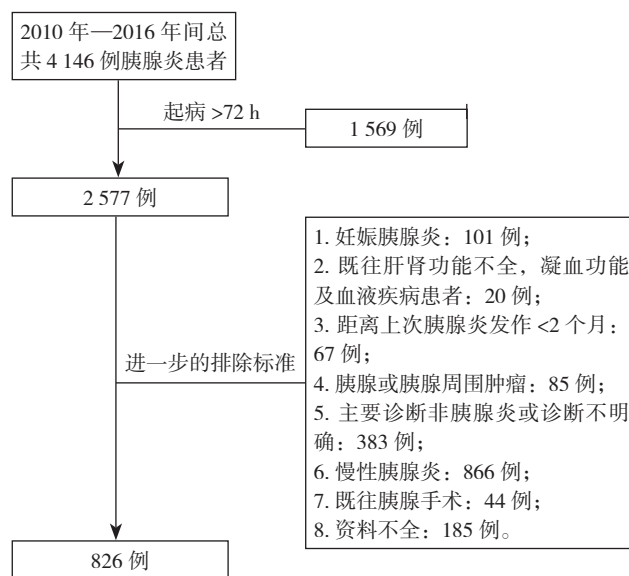 2010 年—2016 年间总
共 4 146 例胰腺炎患者
起病 >72 h
1 569 例
2 577 例
进一步的排除标准
1. 妊娠胰腺炎：101 例；
2. 既往肝肾功能不全，凝血功能
及血液疾病患者：20 例；
3. 距离上次胰腺炎发作 <2 个月：
67 例；
4. 胰腺或胰腺周围肿瘤：85 例；
5. 主要诊断非胰腺炎或诊断不明
确：383 例；
6. 慢性胰腺炎：866 例；
7. 既往胰腺手术：44 例；
8. 资料不全：185 例。
826 例